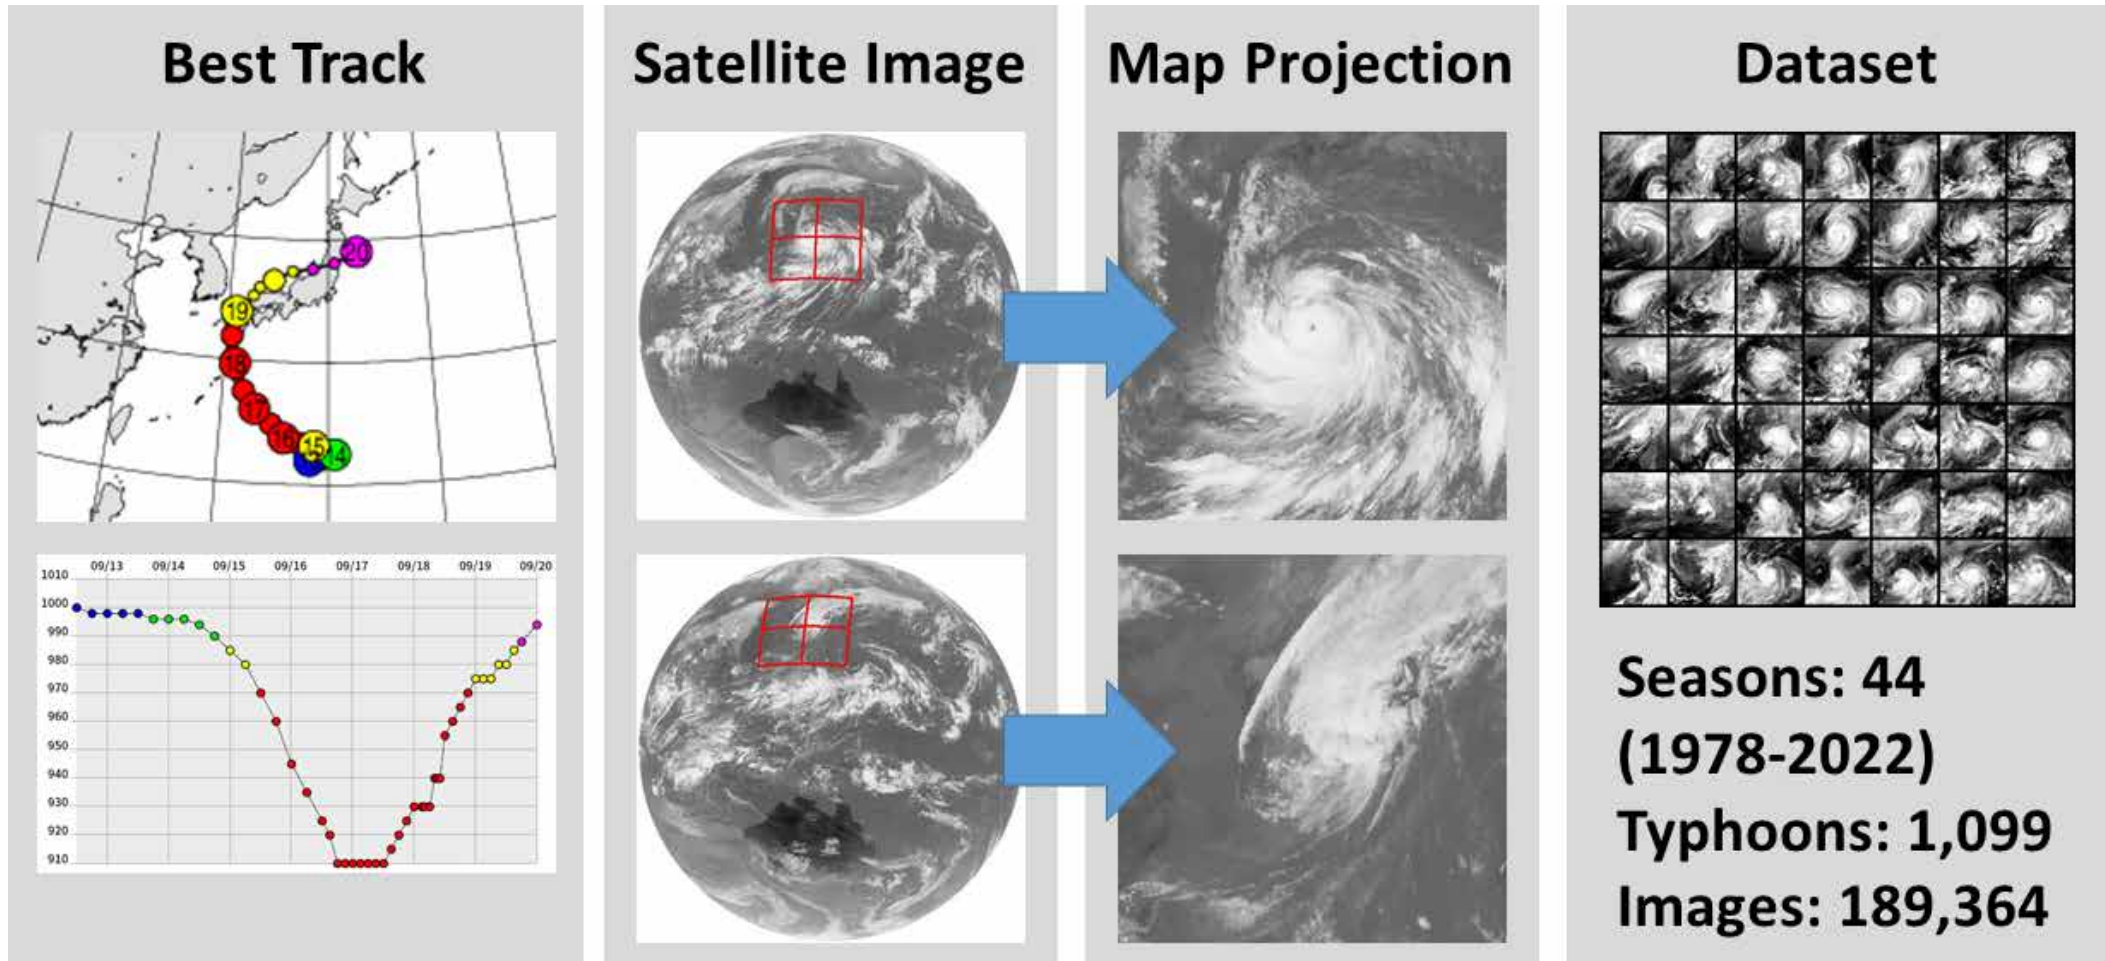 Best Track
20
19
18
17
16
15
14
09/13 09/14 09/15 09/16 09/17 09/18 09/19 09/20
1010
1000
990
980
970
960
950
940
930
920
910
Satellite Image
Map Projection
Dataset
Seasons: 44
(1978-2022)
Typhoons: 1,099
Images: 189,364